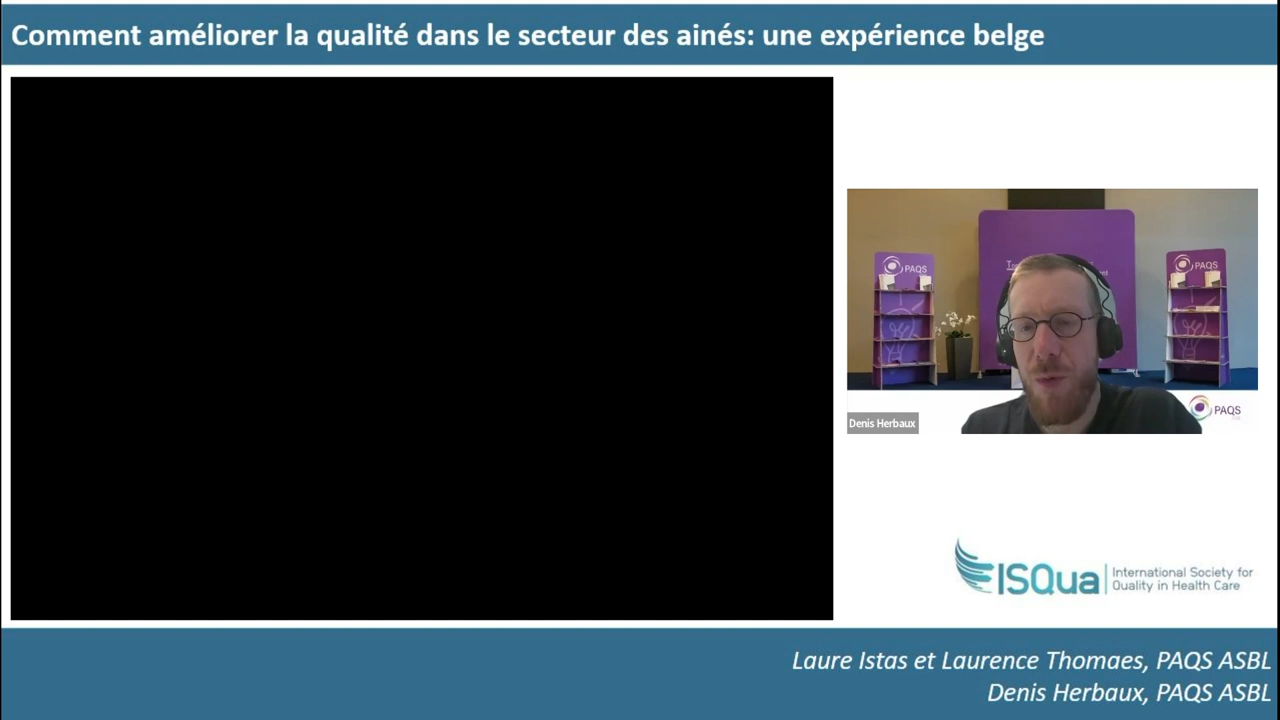 Comment améliorer la qualité dans le secteur des ainés: une expérience belge
PAQS
PAQS
Denis Herbaux
PAQS
ISQua
International Society for
Quality in Health Care
Laure Istas et Laurence Thomaes, PAQS ASBL
Denis Herbaux, PAQS ASBL